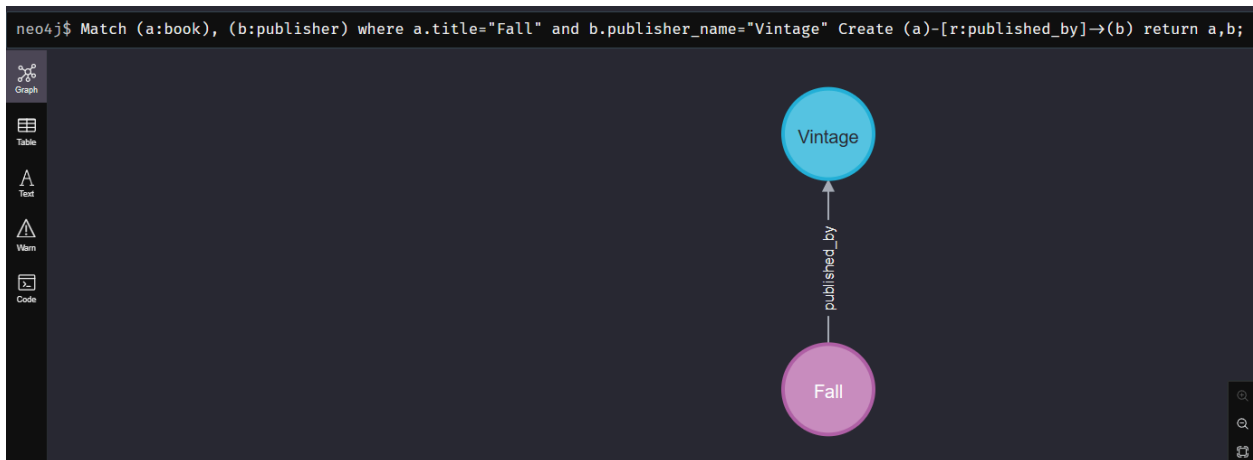 neo4j$ Match (a:book), (b:publisher) where a.title="Fall" and b.publisher_name="Vintage" Create (a)-[r:published_by]→(b) return a,b;
Graph
Table
Text
Warn
Code
Vintage
published_by
Fall